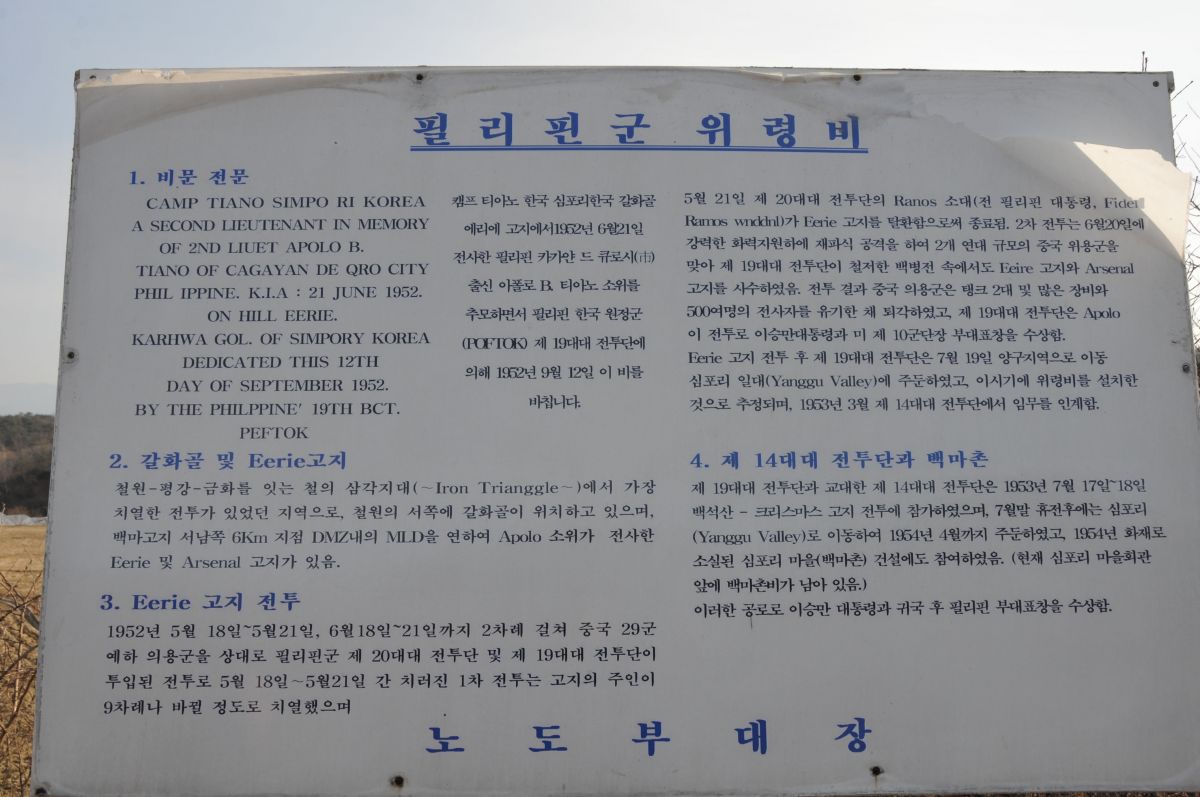 필리핀군 위령비
1. 비문 전문
CAMP TIANO SIMPO RI KOREA
A SECOND LIEUTENANT IN MEMORY
OF 2ND LIUET APOLO B.
TIANO OF CAGAYAN DE QRO CITY
PHIL IPPINE. K.I.A : 21 JUNE 1952.
ON HILL EERIE.
KARHWA GOL. OF SIMPORY KOREA
DEDICATED THIS 12TH
DAY OF SEPTEMBER 1952.
BY THE PHILPPINE' 19TH BCT.
PEFTOK
캠프 티아노 한국 심포리한국 갈화골
에리에 고지에서1952년 6월21일
전사한 필리핀 카가얀 드 큐로시(市)
출신 아폴로 B. 티아노 소위를
추모하면서 필리핀 한국 원정군
(POFTOK) 제 19대대 전투단에
의해 1952년 9월 12일 이 비를
바칩니다.
2. 갈화골 및 Eerie고지
철원-평강-금화를 잇는 철의 삼각지대(~Iron Trianggle~)에서 가장
치열한 전투가 있었던 지역으로, 철원의 서쪽에 갈화골이 위치하고 있으며,
백마고지 서남쪽 6Km 지점 DMZ내의 MLD을 연하여 Apolo 소위가 전사한
Eerie 및 Arsenal 고지가 있음.
3. Eerie 고지 전투
1952년 5월 18일~5월21일, 6월18일~21일까지 2차례 걸쳐 중국 29군
예하 의용군을 상대로 필리핀군 제 20대대 전투단 및 제 19대대 전투단이
투입된 전투로 5월 18일~5월21일 간 치러진 1차 전투는 고지의 주인이
9차례나 바뀔 정도로 치열했으며
5월 21일 제 20대대 전투단의 Ranos 소대(전 필리핀 대통령, Fidel
Ramos wnddnl)가 Eerie 고지를 탈환함으로써 종료됨. 2차 전투는 6월20일에
강력한 화력지원하에 재파식 공격을 하여 2개 연대 규모의 중국 위용군을
맞아 제 19대대 전투단이 철저한 백병전 속에서도 Eeire 고지와 Arsenal
고지를 사수하였음. 전투 결과 중국 의용군은 탱크 2대 및 많은 장비와
500여명의 전사자를 유기한 채 퇴각하였고, 제 19대대 전투단은 Apolo
이 전투로 이승만대통령과 미 제 10군단장 부대표창을 수상함.
Eerie 고지 전투 후 제 19대대 전투단은 7월 19일 양구지역으로 이동
심포리 일대(Yanggu Valley)에 주둔하였고, 이시기에 위령비를 설치한
것으로 추정되며, 1953년 3월 제 14대대 전투단에서 임무를 인계함.
4. 제 14대대 전투단과 백마촌
제 19대대 전투단과 교대한 제 14대대 전투단은 1953년 7월 17일~18일
백석산 - 크리스마스 고지 전투에 참가하였으며, 7월말 휴전후에는 심포리
(Yanggu Valley)로 이동하여 1954년 4월까지 주둔하였고, 1954년 화재로
소실된 심포리 마을(백마촌) 건설에도 참여하였음. (현재 심포리 마을회관
앞에 백마촌비가 남아 있음.)
이러한 공로로 이승만 대통령과 귀국 후 필리핀 부대표창을 수상함.
노도부대장